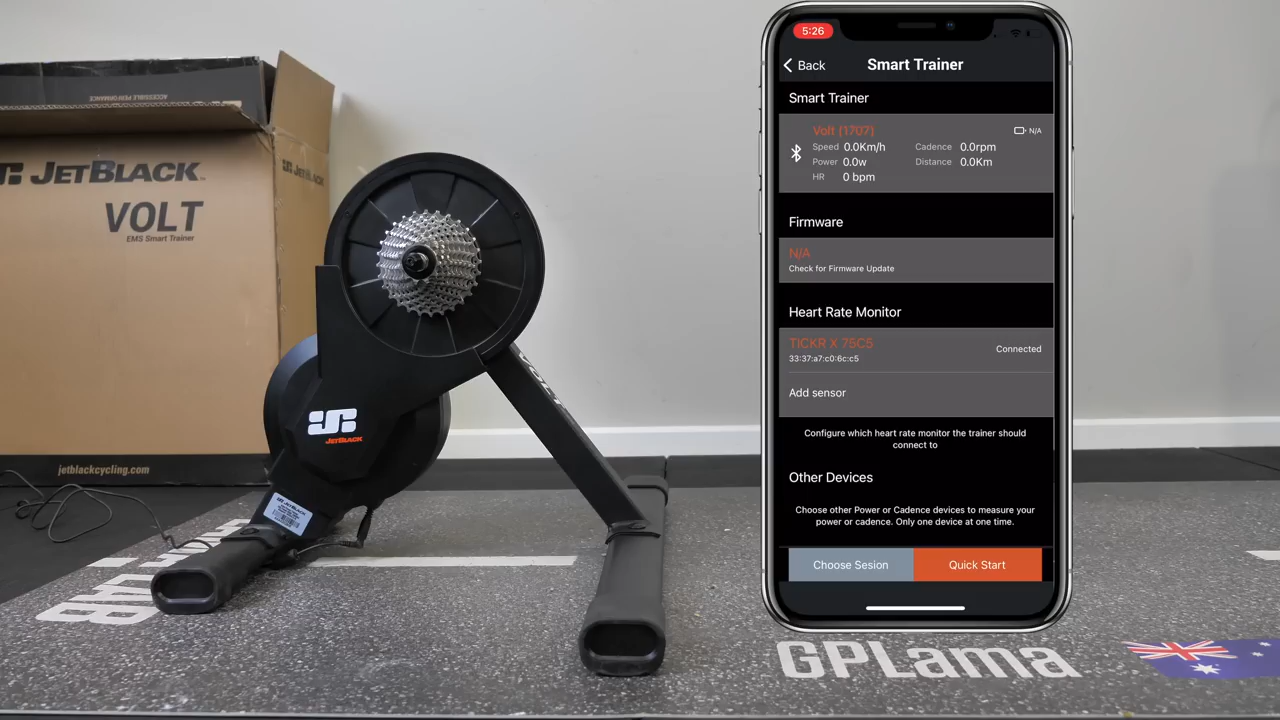 ACCESSIBLE PERFORMANCE
JETBLACK
VOLT
EMS Smart Trainer
JETBLACK
jetblackcycling.com
JETBLACK
JETBLACK
VOLT
GPLama
5:26
Back
Smart Trainer
Smart Trainer
Volt (1707)
N/A
Speed 0.0Km/h
Cadence 0.0rpm
Power 0.0w
Distance 0.0Km
HR 0 bpm
Firmware
N/A
Check for Firmware Update
Heart Rate Monitor
TICKR X 75C5
33:37:a7:c0:6c:c5
Connected
Add sensor
Configure which heart rate monitor the trainer should
connect to
Other Devices
Choose other Power or Cadence devices to measure your
power or cadence. Only one device at one time.
Choose Sesion
Quick Start